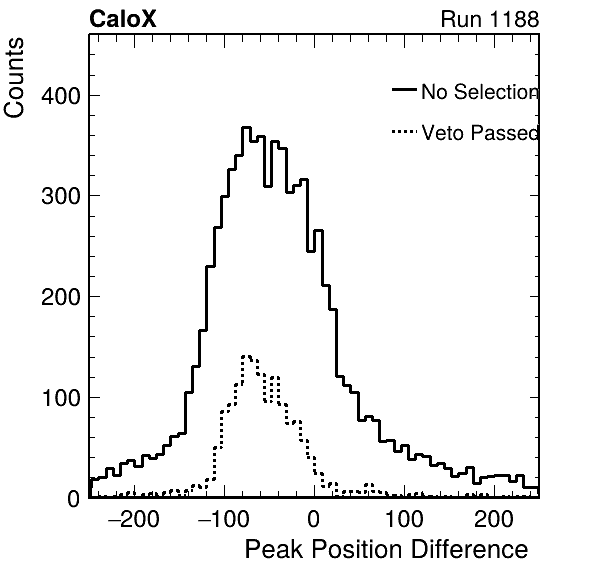 CaloX
Run 1188
Counts
No Selection
Veto Passed
400
300
200
100
0
−200
−100
0
100
200
Peak Position Difference